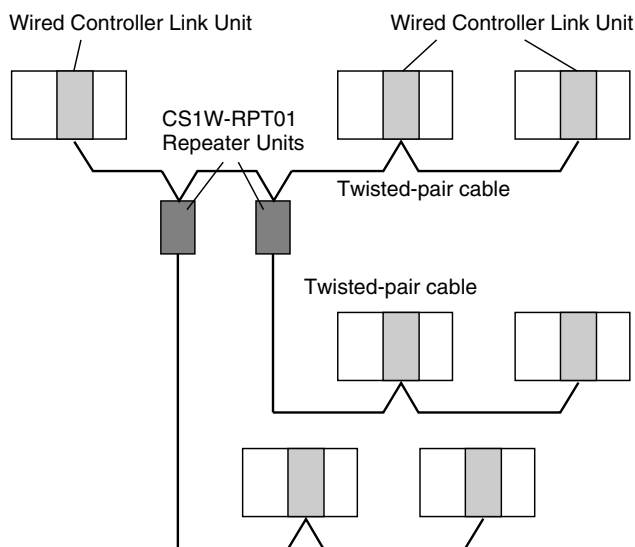 Wired Controller Link Unit
Wired Controller Link Unit
CS1W-RPT01
Repeater Units
Twisted-pair cable
Twisted-pair cable